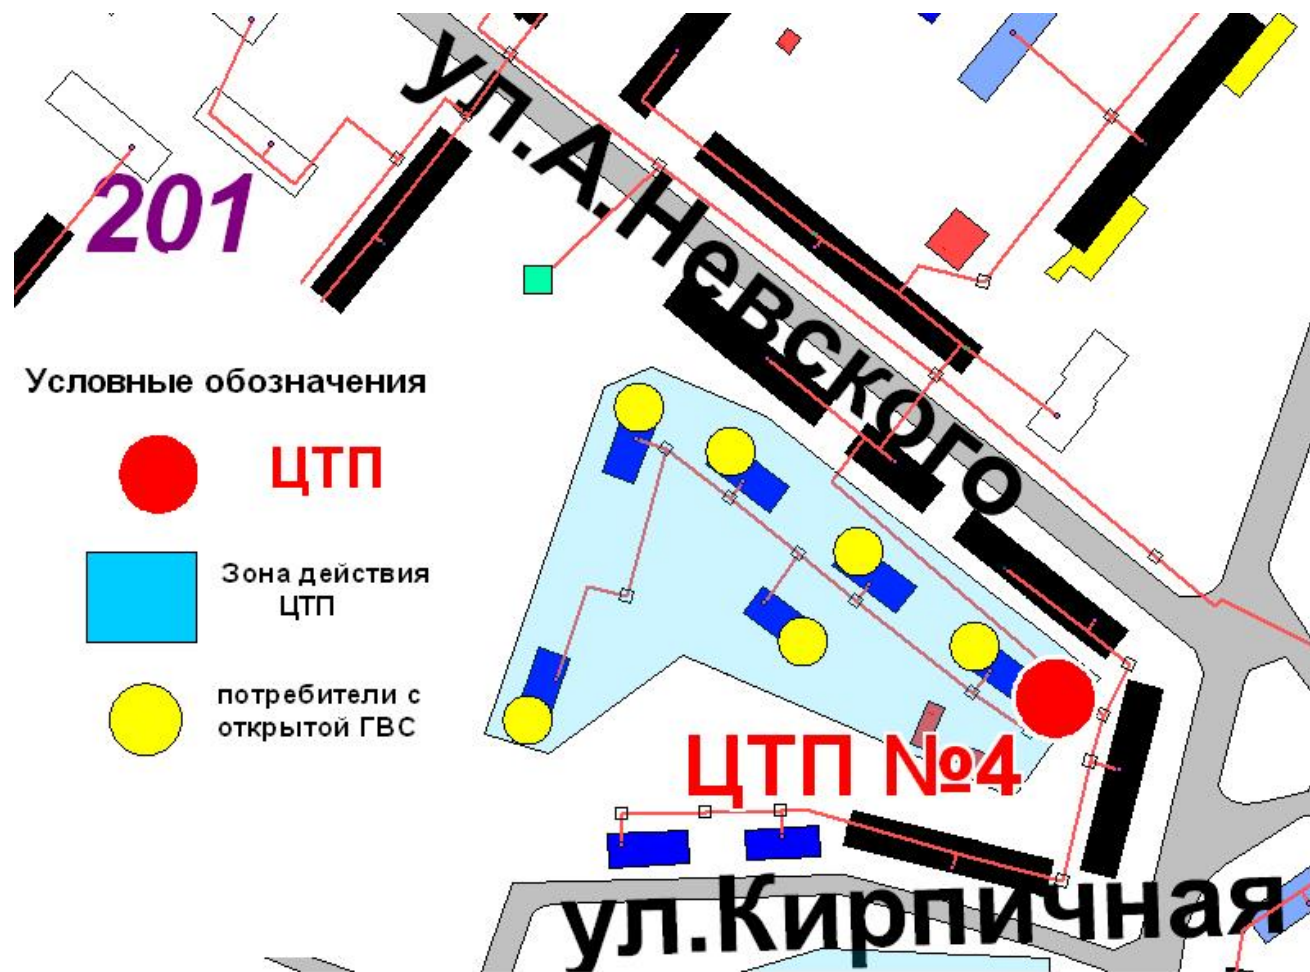 ул.А.Невского
201
Условные обозначения
ЦТП
Зона действия
ЦТП
потребители с
открытой ГВС
ЦТП №4
ул.Кирпичная